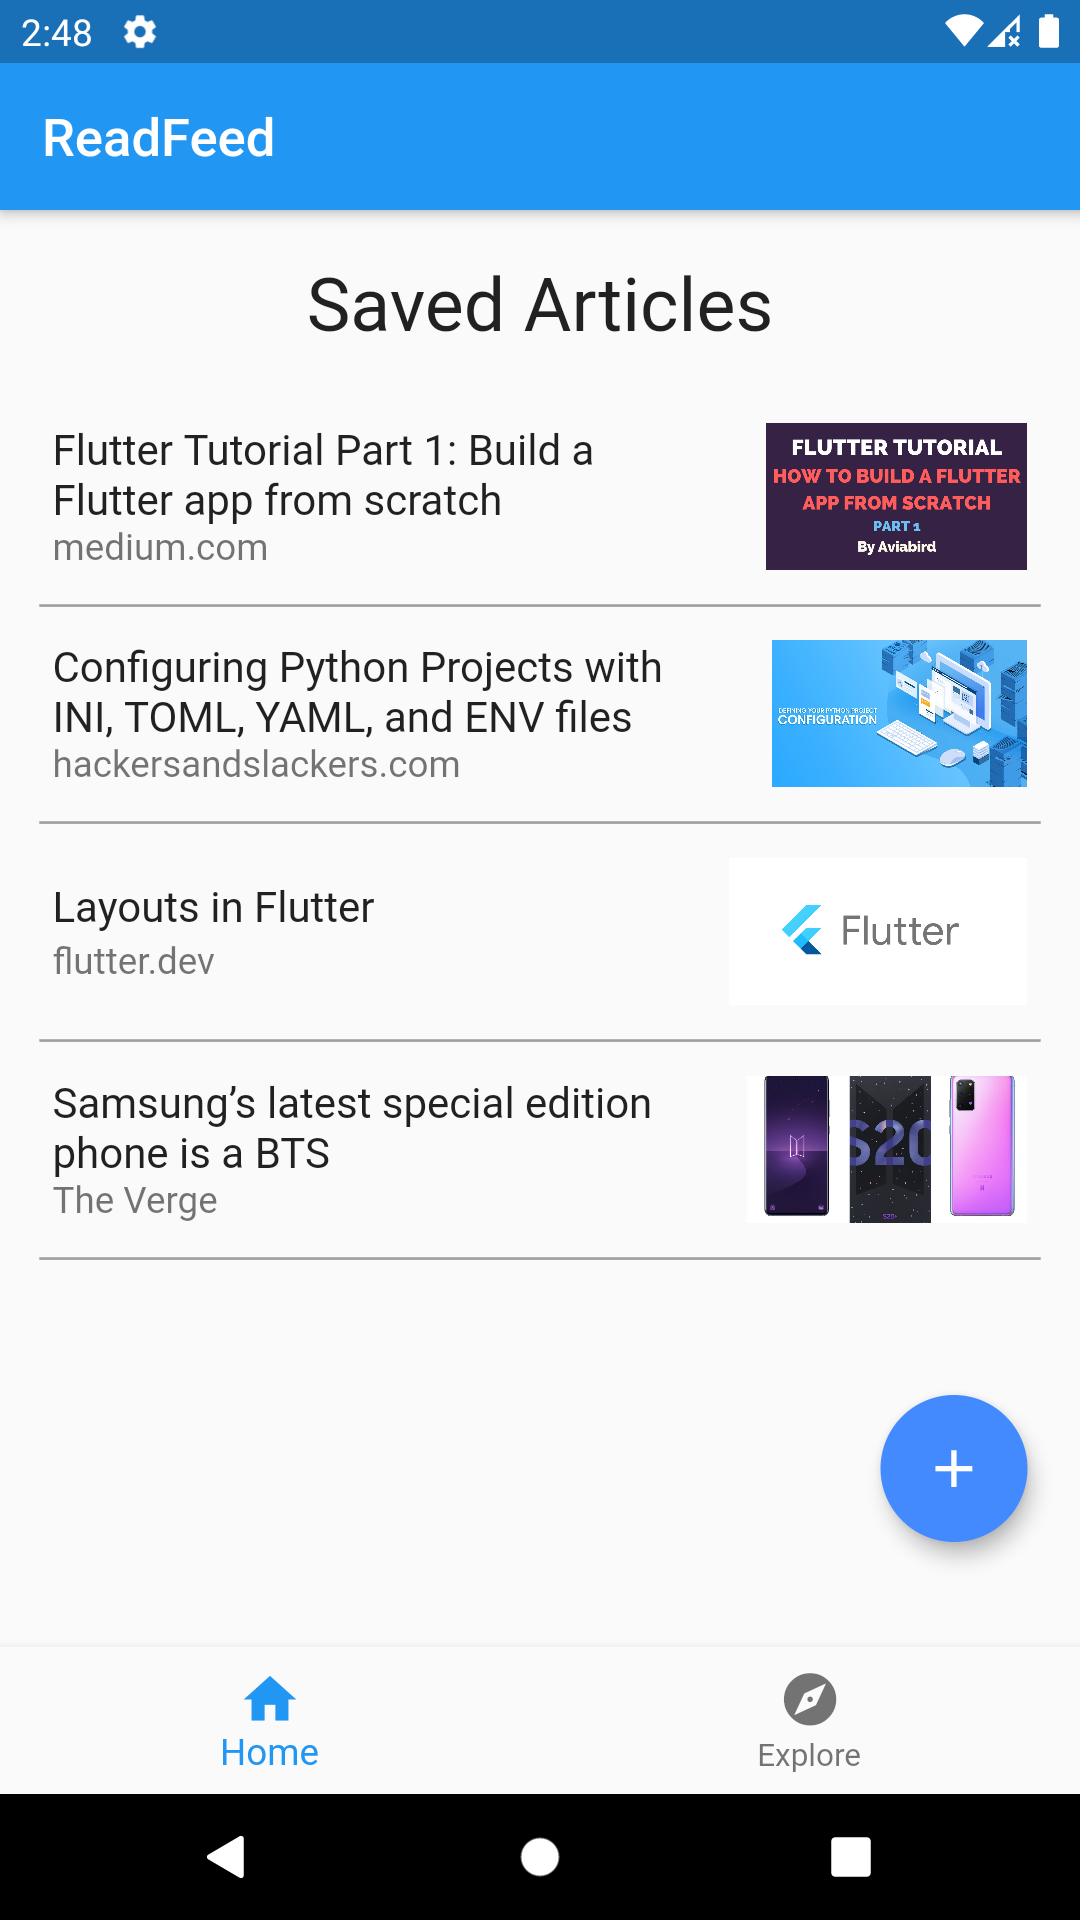 2:48
ReadFeed
Saved Articles
Flutter Tutorial Part 1: Build a
Flutter app from scratch
medium.com
FLUTTER TUTORIAL
HOW TO BUILD A FLUTTER
APP FROM SCRATCH
PART 1
By Aviabird
Configuring Python Projects with
INI, TOML, YAML, and ENV files
hackersandslackers.com
DEFINING YOUR PYTHON PROJECT
CONFIGURATION
Layouts in Flutter
flutter.dev
Flutter
Samsung’s latest special edition
phone is a BTS
The Verge
S20
S20+
Home
Explore